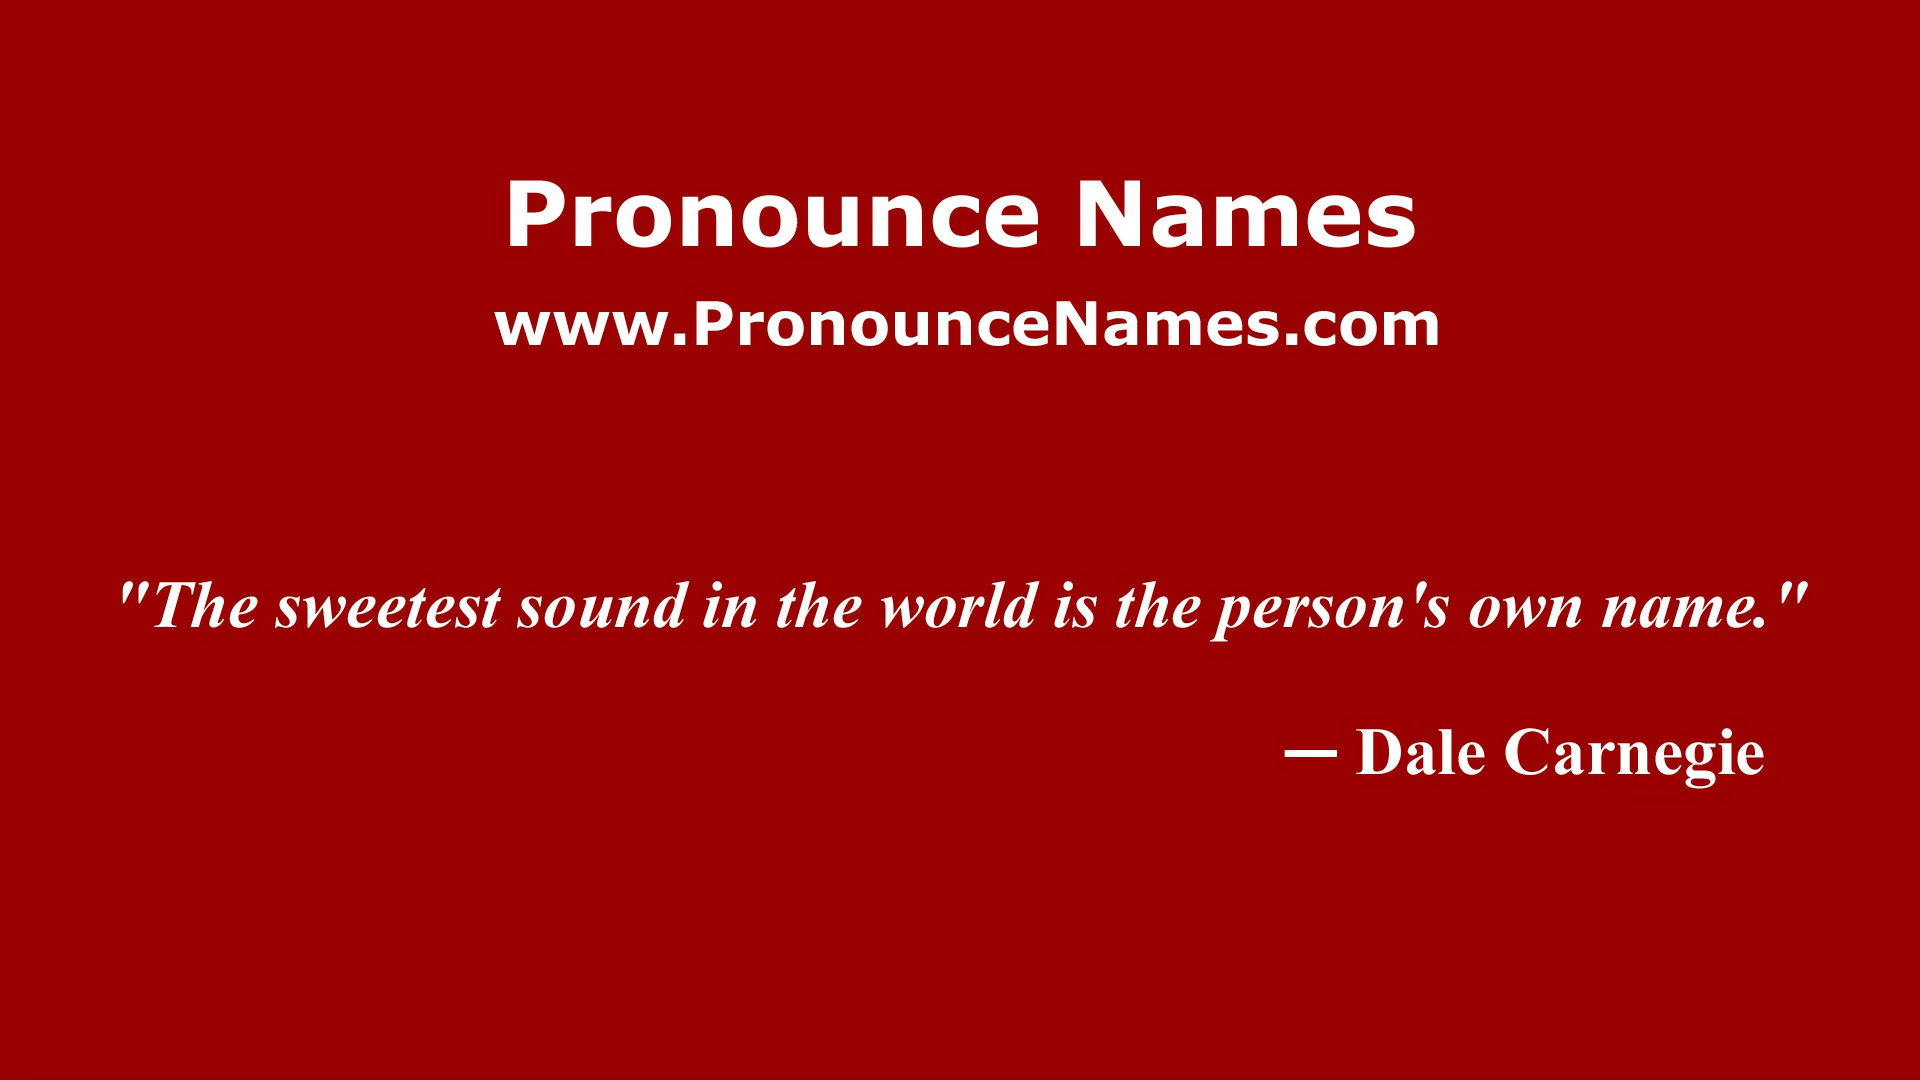 Pronounce Names
www.PronounceNames.com
"The sweetest sound in the world is the person's own name."
— Dale Carnegie